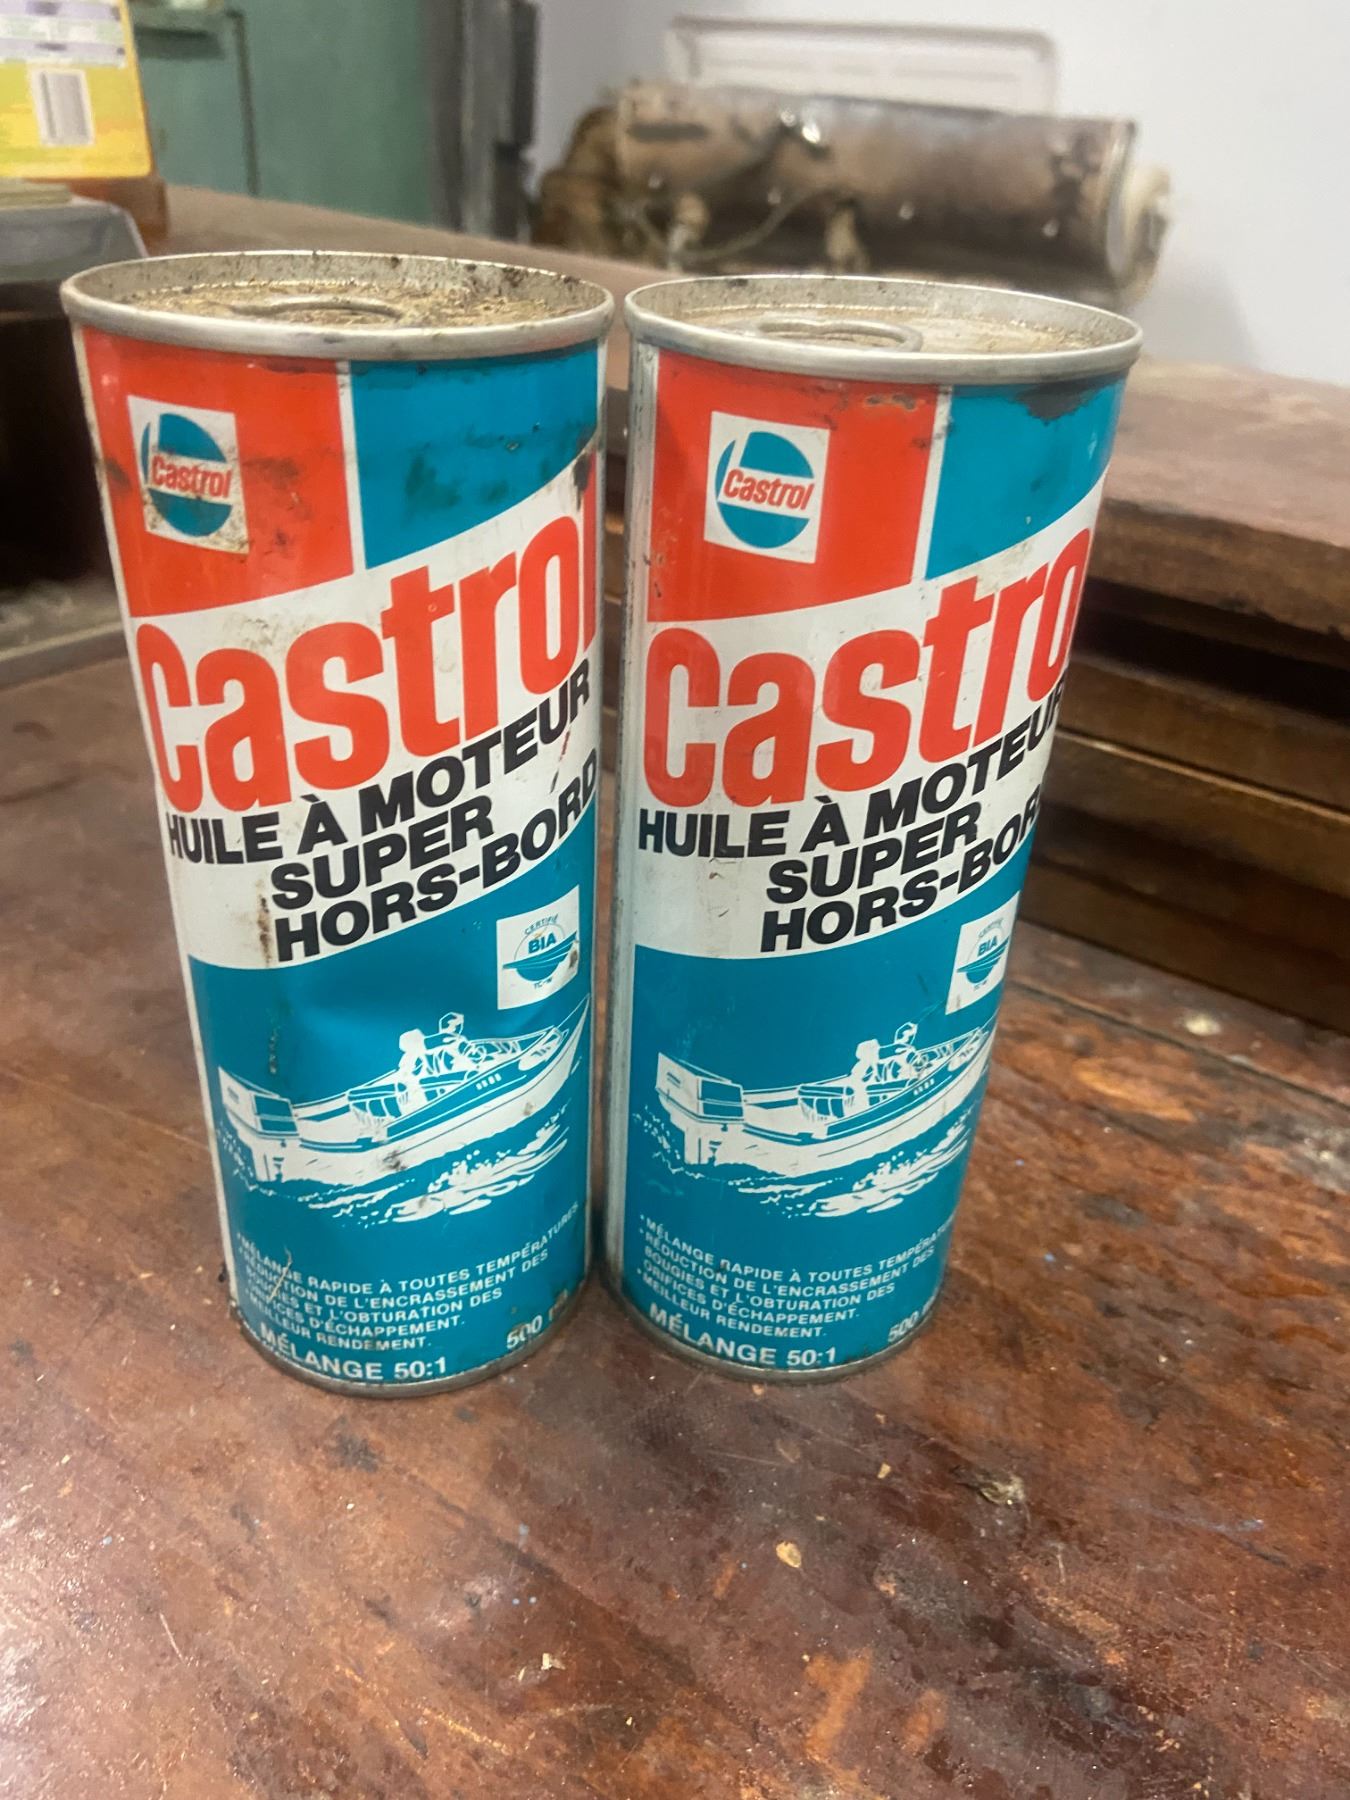 Castrol
Castrol
HUILE À MOTEUR
SUPER
HORS-BORD
CERTIFIÉ
BIA
TC-W
•MÉLANGE RAPIDE À TOUTES TEMPÉRATURES
•RÉDUCTION DE L'ENCRASSEMENT DES
BOUGIES ET L'OBTURATION DES
ORIFICES D'ÉCHAPPEMENT.
•MEILLEUR RENDEMENT.
MÉLANGE 50:1
500 ml
Castrol
Castrol
HUILE À MOTEUR
SUPER
HORS-BORD
CERTIFIÉ
BIA
TC-W
•MÉLANGE RAPIDE À TOUTES TEMPÉRATURES
•RÉDUCTION DE L'ENCRASSEMENT DES
BOUGIES ET L'OBTURATION DES
ORIFICES D'ÉCHAPPEMENT.
•MEILLEUR RENDEMENT.
MÉLANGE 50:1
500